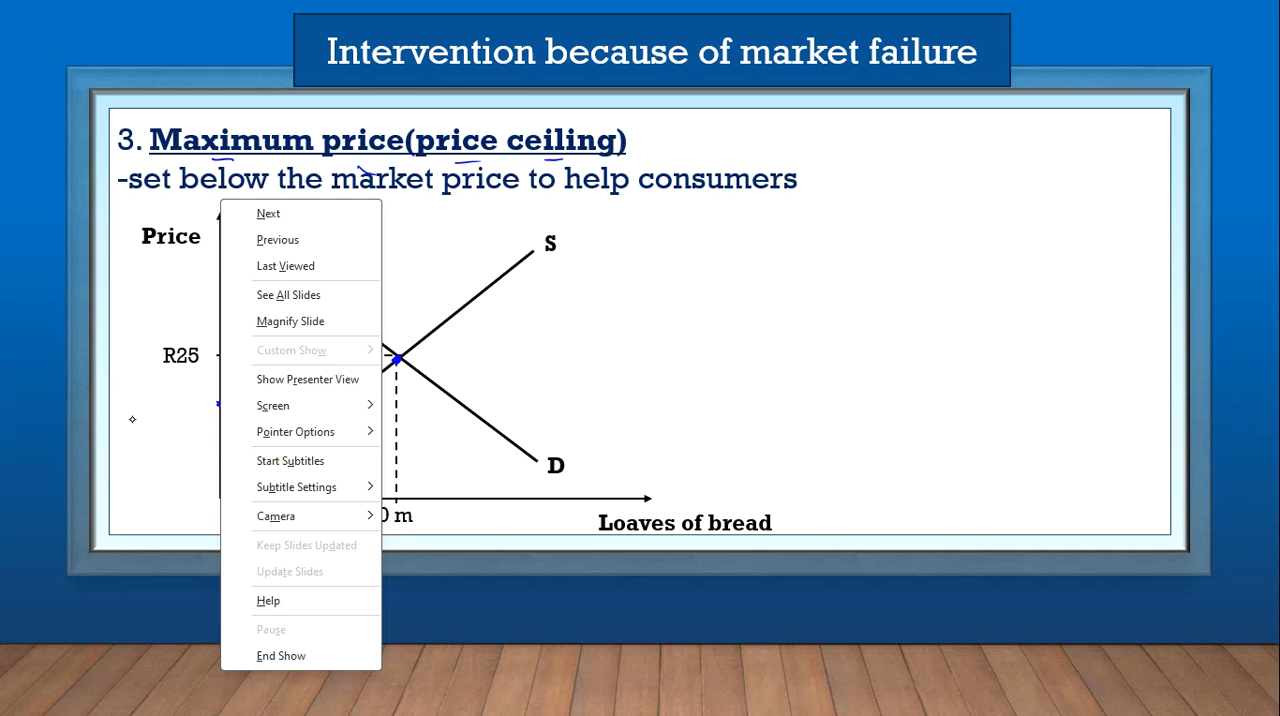 Intervention because of market failure
3. Maximum price(price ceiling)
-set below the market price to help consumers
Price
S
R25
D
0 m
Loaves of bread
Next
Previous
Last Viewed
See All Slides
Magnify Slide
Custom Show
Show Presenter View
Screen
Pointer Options
Start Subtitles
Subtitle Settings
Camera
Keep Slides Updated
Update Slides
Help
Pause
End Show